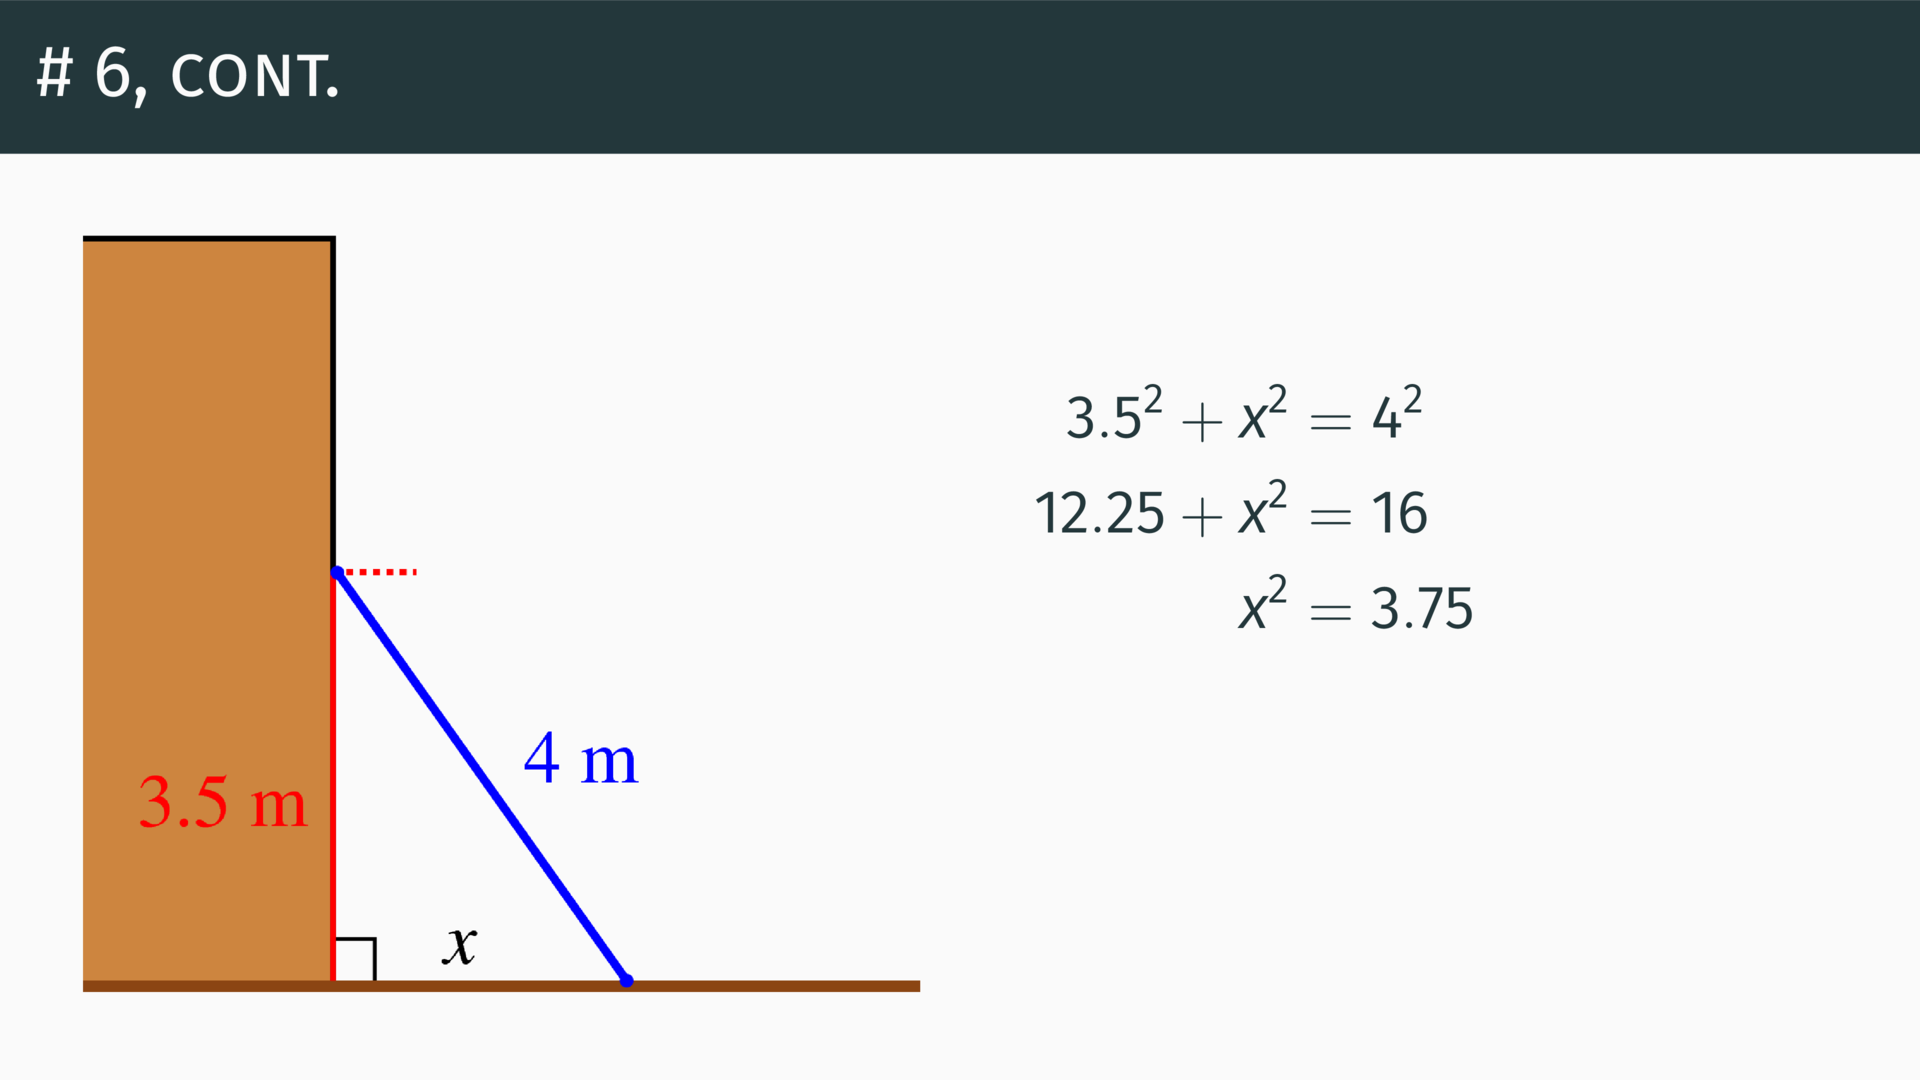 # 6, CONT.
3.5² + x² = 4²
12.25 + x² = 16
x² = 3.75
4 m
3.5 m
x